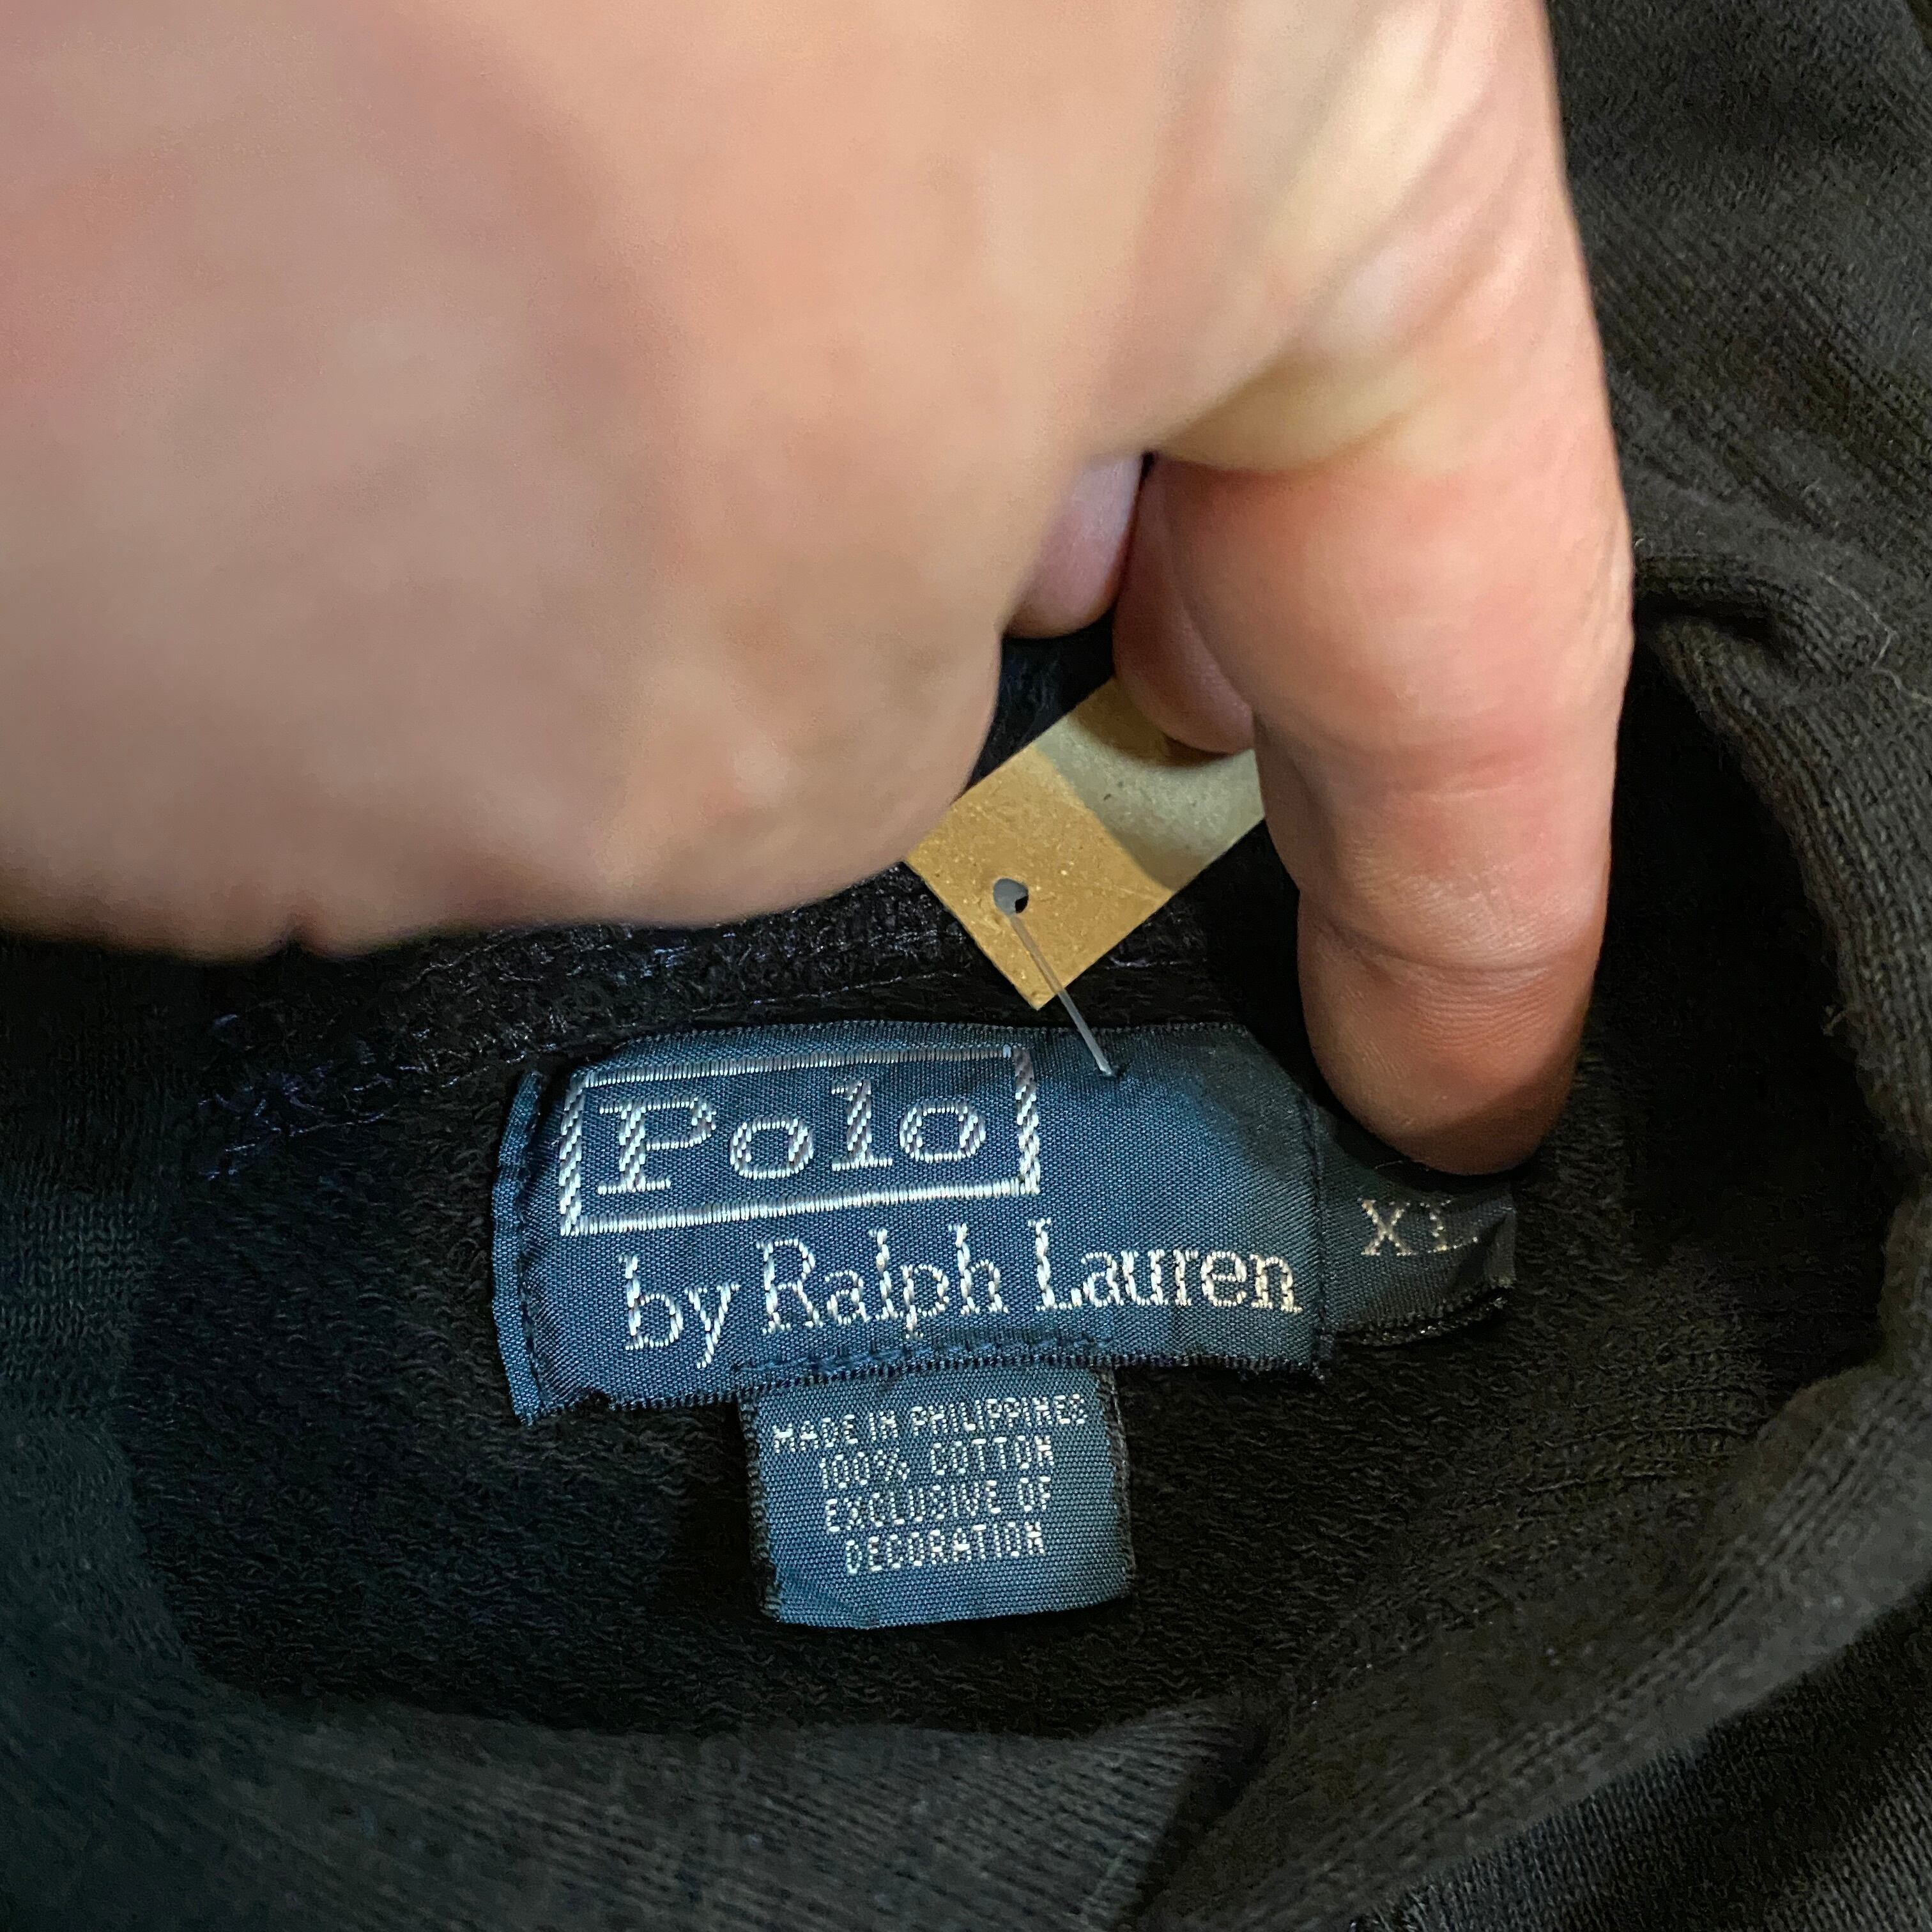 Polo
by Ralph Lauren
XL
MADE IN PHILIPPINES
100% COTTON
EXCLUSIVE OF
DECORATION